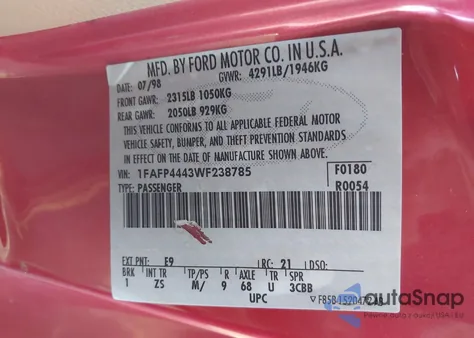 MFD. BY FORD MOTOR CO. IN U.S.A.
DATE: 07/98 GVWR: 4291LB/1946KG
FRONT GAWR: 2315LB 1050KG
REAR GAWR: 2050LB 929KG
THIS VEHICLE CONFORMS TO ALL APPLICABLE FEDERAL MOTOR
VEHICLE SAFETY, BUMPER, AND THEFT PREVENTION STANDARDS
IN EFFECT ON THE DATE OF MANUFACTURE SHOWN ABOVE.
VIN: 1FAFP4443WF238785 F0180
TYPE: PASSENGER R0054
EXT PNT: E9 RC: 21 DSO:
BRK INT TR TP/PS R AXLE TR SPR
1 ZS M/ 9 68 U 3CBB
UPC
autoSnap